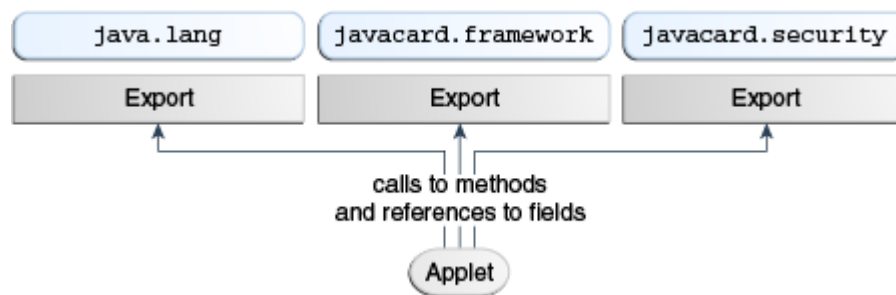 java.lang javacard.framework javacard.security
Export Export Export
calls to methods
and references to fields
Applet